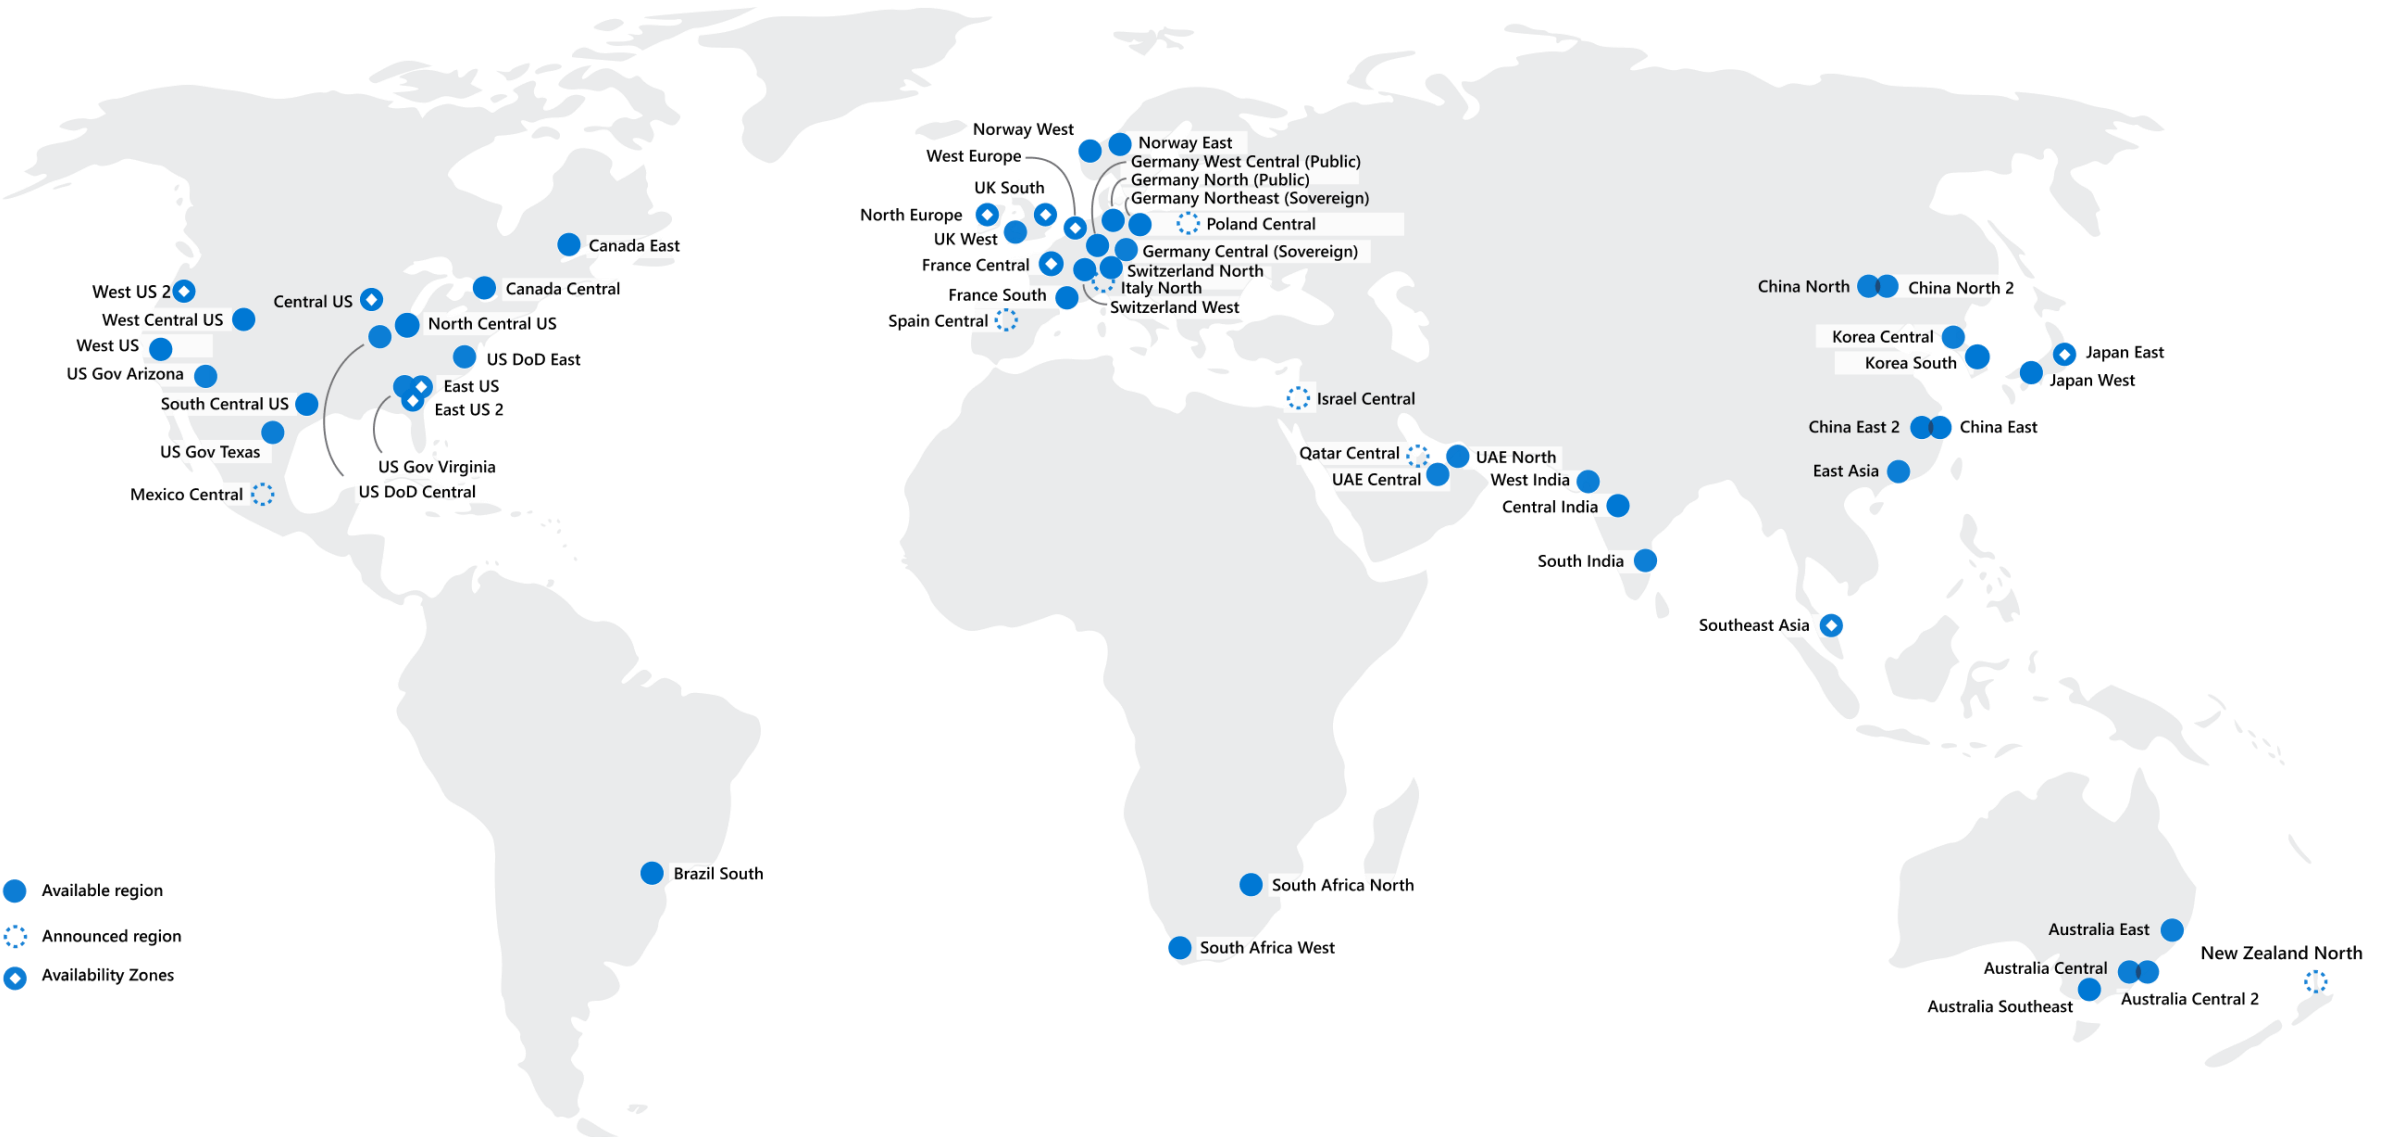 Norway West
Norway East
West Europe
Germany West Central (Public)
Germany North (Public)
UK South
Germany Northeast (Sovereign)
North Europe
Poland Central
UK West
Canada East
Germany Central (Sovereign)
France Central
Switzerland North
Canada Central
Italy North
West US 2
Central US
France South
Switzerland West
China North
China North 2
West Central US
North Central US
Spain Central
West US
US DoD East
Korea Central
Korea South
Japan East
US Gov Arizona
East US
Japan West
South Central US
East US 2
Israel Central
US Gov Texas
China East 2
China East
US Gov Virginia
Qatar Central
UAE North
East Asia
Mexico Central
US DoD Central
UAE Central
West India
Central India
South India
Southeast Asia
Brazil South
South Africa North
Available region
Australia East
Announced region
South Africa West
New Zealand North
Availability Zones
Australia Central
Australia Central 2
Australia Southeast